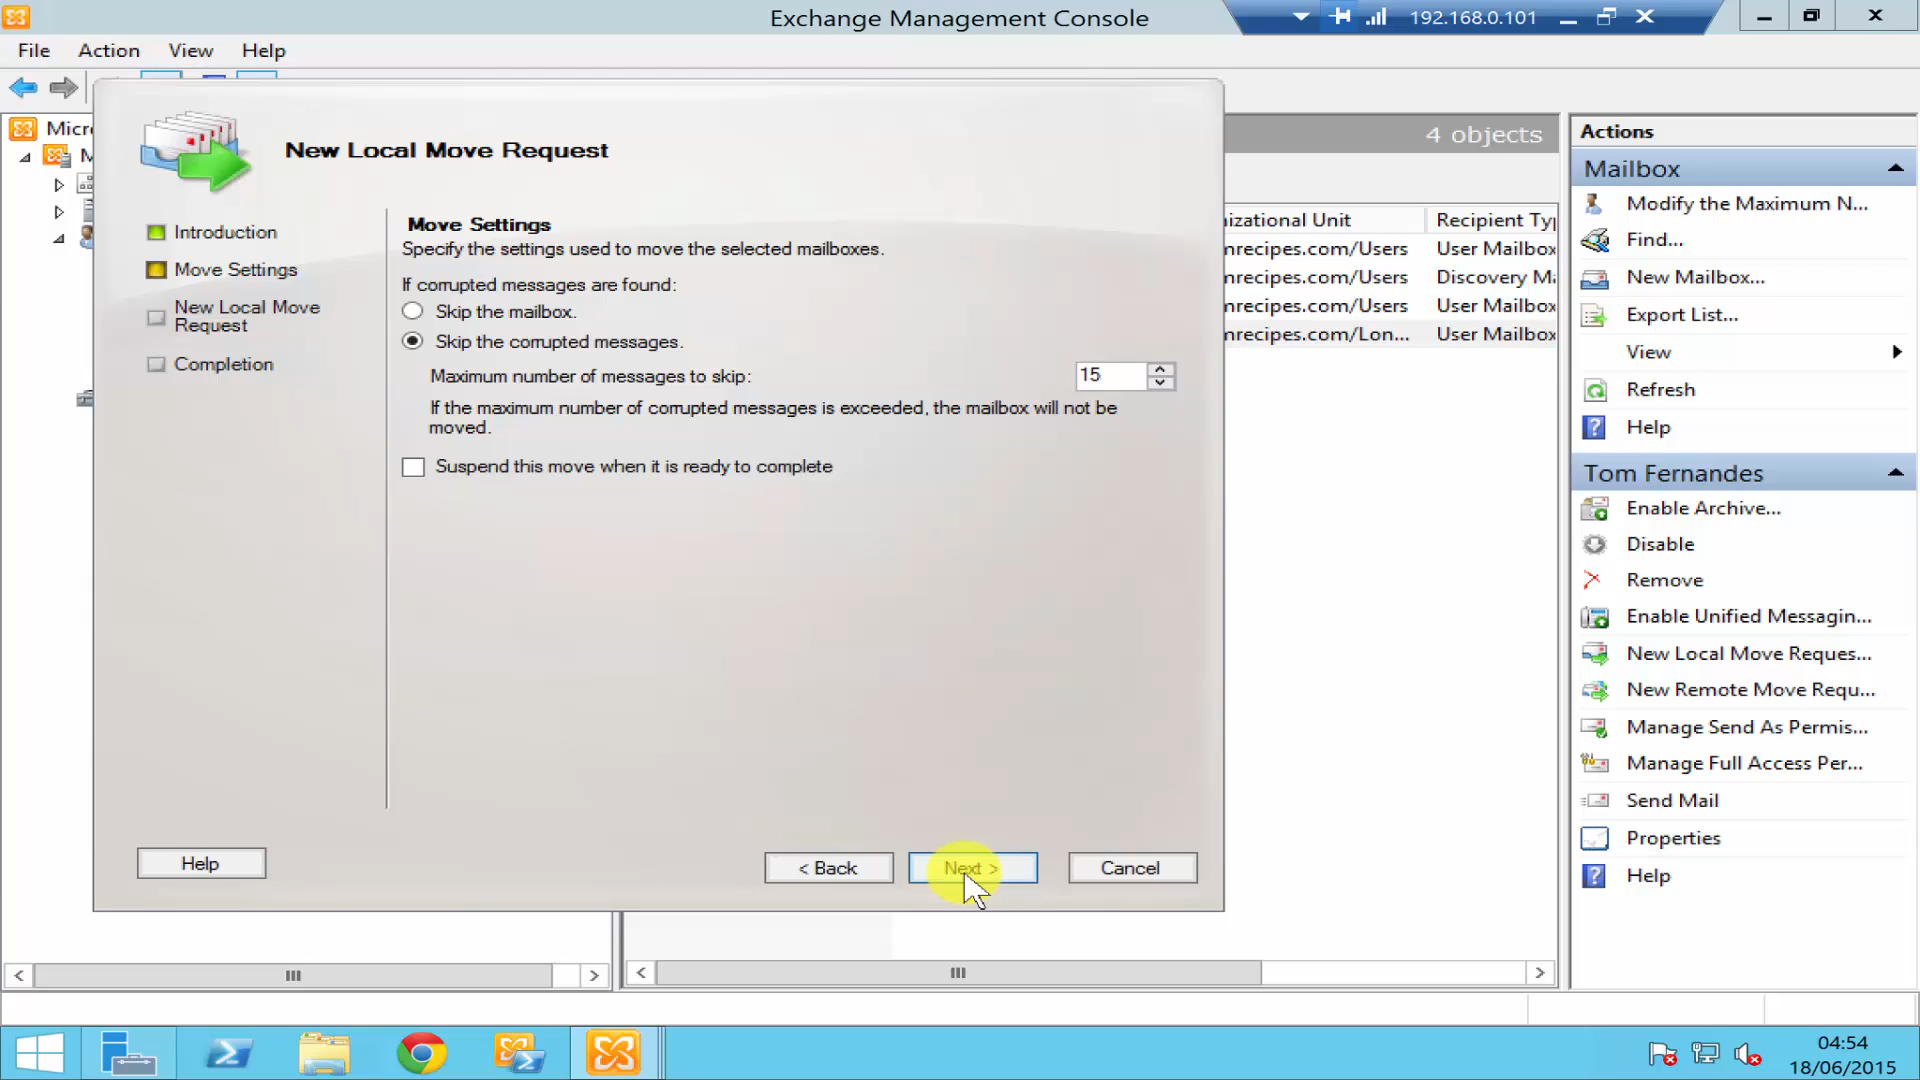 Exchange Management Console
192.168.0.101
File Action View Help
Micr
M
New Local Move Request
Introduction
Move Settings
New Local Move
Request
Completion
Move Settings
Specify the settings used to move the selected mailboxes.
If corrupted messages are found:
Skip the mailbox.
Skip the corrupted messages.
Maximum number of messages to skip:
15
If the maximum number of corrupted messages is exceeded, the mailbox will not be
moved.
Suspend this move when it is ready to complete
Help
< Back
Next >
Cancel
4 objects
nizational Unit Recipient Typ
nrecipes.com/Users User Mailbox
nrecipes.com/Users Discovery Ma
nrecipes.com/Users User Mailbox
nrecipes.com/Lon... User Mailbox
Actions
Mailbox
Modify the Maximum N...
Find...
New Mailbox...
Export List...
View
Refresh
Help
Tom Fernandes
Enable Archive...
Disable
Remove
Enable Unified Messagin...
New Local Move Reques...
New Remote Move Requ...
Manage Send As Permis...
Manage Full Access Per...
Send Mail
Properties
Help
04:54
18/06/2015